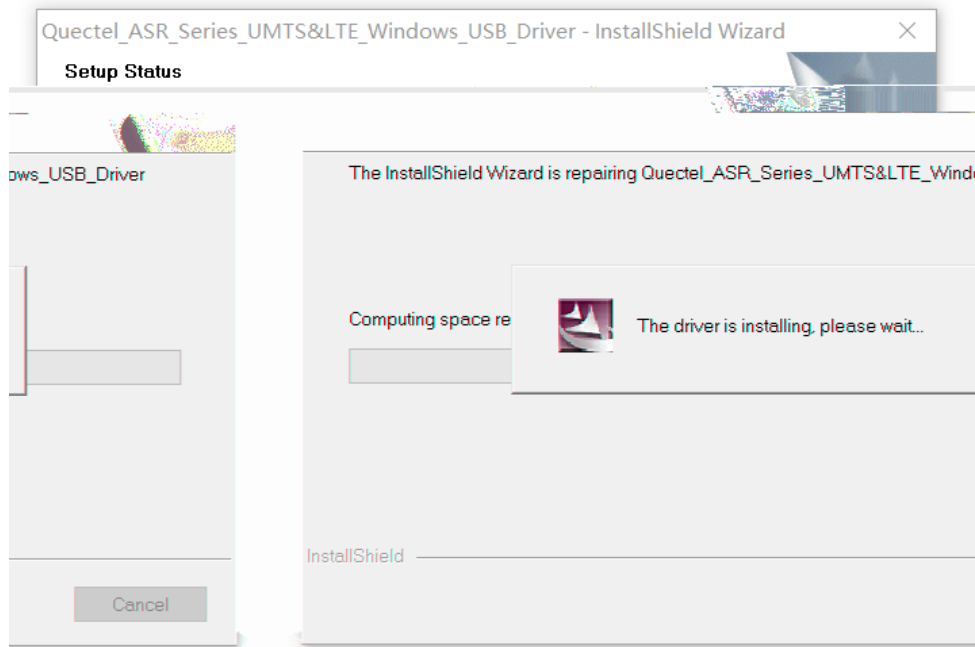 Quectel_ASR_Series_UMTS&LTE_Windows_USB_Driver - InstallShield Wizard
Setup Status
ows_USB_Driver
The InstallShield Wizard is repairing Quectel_ASR_Series_UMTS&LTE_Wind
Computing space re
The driver is installing, please wait...
InstallShield
Cancel